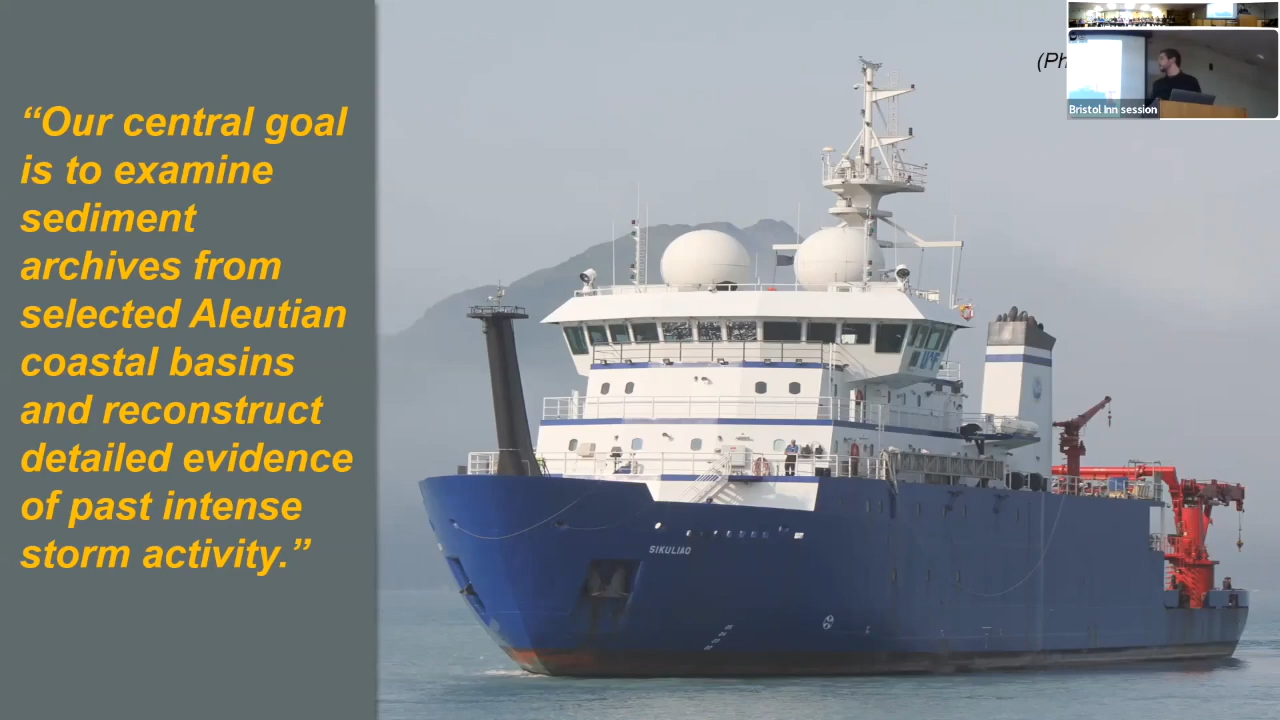 “Our central goal
is to examine
sediment
archives from
selected Aleutian
coastal basins
and reconstruct
detailed evidence
of past intense
storm activity.”
Bristol Inn session
SIKULIAQ